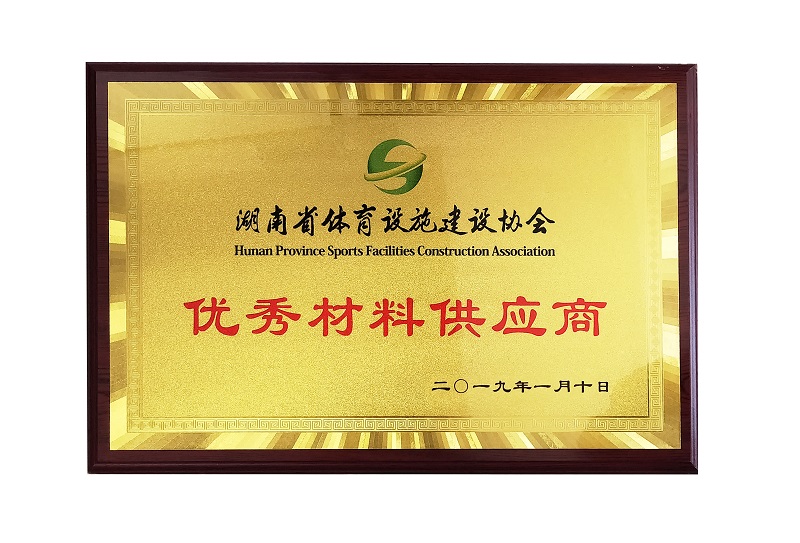 湖南省体育设施建设协会
Hunan Province Sports Facilities Construction Association
优秀材料供应商
二〇一九年一月十日